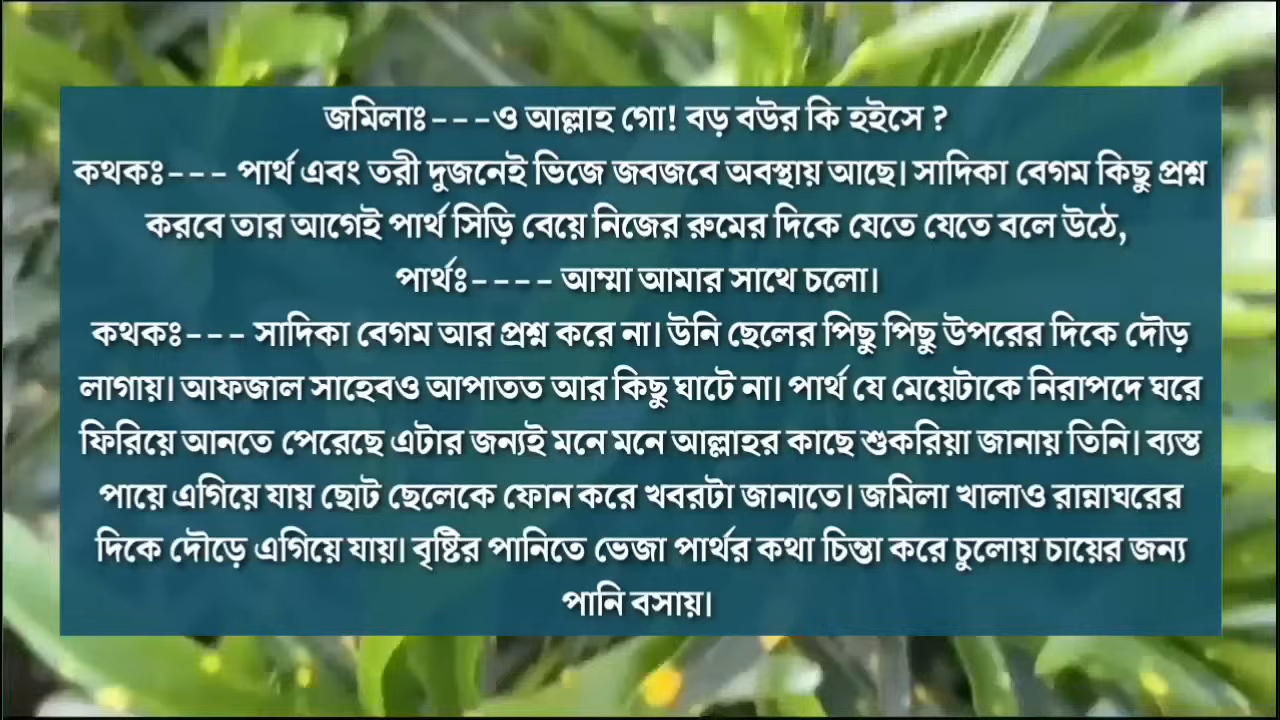 জমিলাঃ---ও আল্লাহ গো! বড় বউর কি হইসে ?
কথকঃ--- পার্থ এবং তরী দুজনেই ভিজে জবজবে অবস্থায় আছে। সাদিকা বেগম কিছু প্রশ্ন
করবে তার আগেই পার্থ সিড়ি বেয়ে নিজের রুমের দিকে যেতে যেতে বলে উঠে,
পার্থঃ---- আম্মা আমার সাথে চলো।
কথকঃ--- সাদিকা বেগম আর প্রশ্ন করে না। উনি ছেলের পিছু পিছু উপরের দিকে দৌড়
লাগায়। আফজাল সাহেবও আপাতত আর কিছু ঘাটে না। পার্থ যে মেয়েটাকে নিরাপদে ঘরে
ফিরিয়ে আনতে পেরেছে এটার জন্যই মনে মনে আল্লাহর কাছে শুকরিয়া জানায় তিনি। ব্যস্ত
পায়ে এগিয়ে যায় ছোট ছেলেকে ফোন করে খবরটা জানাতে। জমিলা খালাও রান্নাঘরের
দিকে দৌড়ে এগিয়ে যায়। বৃষ্টির পানিতে ভেজা পার্থর কথা চিন্তা করে চুলোয় চায়ের জন্য
পানি বসায়।